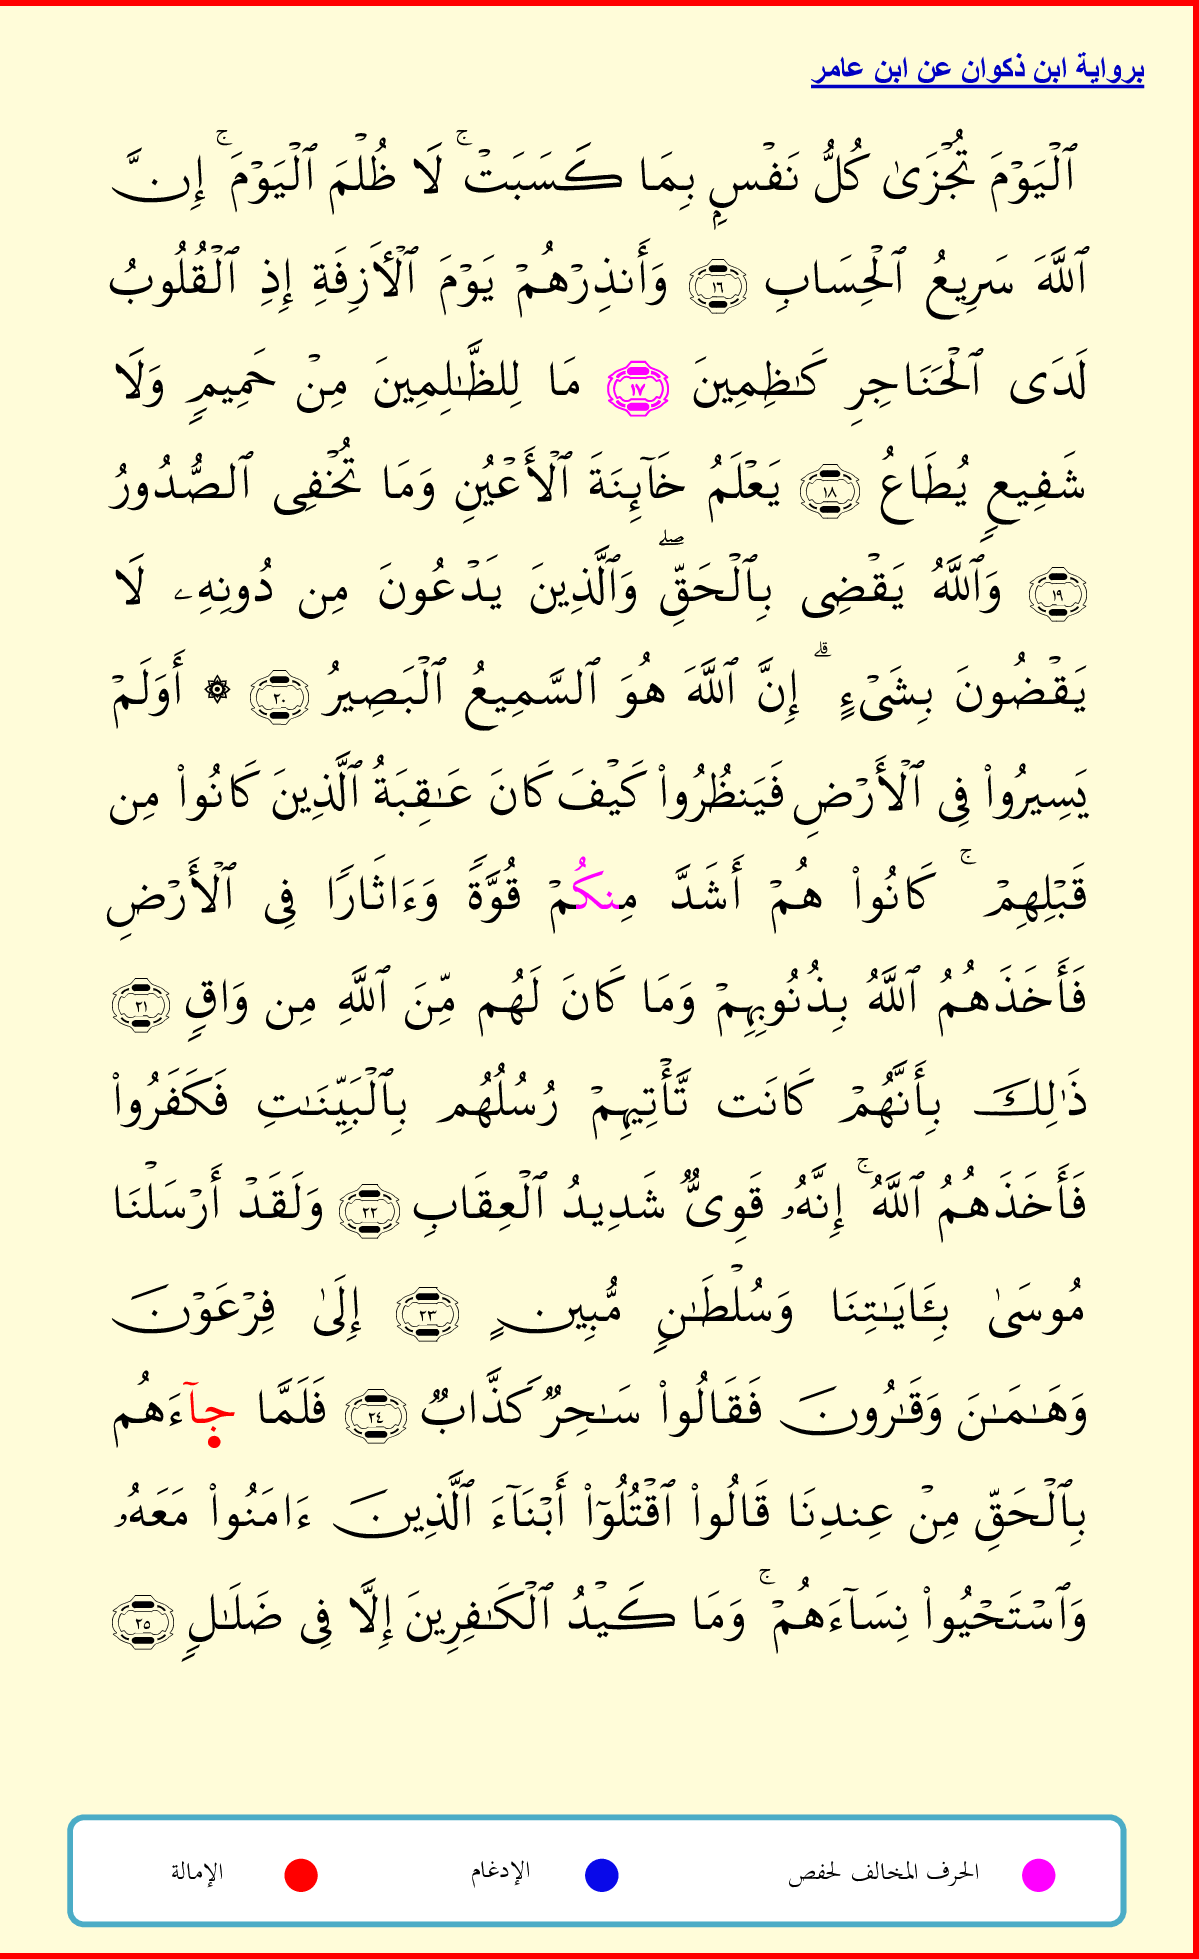 برواية ابن ذكوان عن ابن عامر
ٱلْيَوْمَ تُجْزَىٰ كُلُّ نَفْسٍۭ بِمَا كَسَبَتْ ۚ لَا ظُلْمَ ٱلْيَوْمَ ۚ إِنَّ
ٱللَّهَ سَرِيعُ ٱلْحِسَابِ ١٦ وَأَنذِرْهُمْ يَوْمَ ٱلْأَزِفَةِ إِذِ ٱلْقُلُوبُ
لَدَى ٱلْحَنَاجِرِ كَـٰظِمِينَ ١٧ مَا لِلظَّـٰلِمِينَ مِنْ حَمِيمٍ وَلَا
شَفِيعٍ يُطَاعُ ١٨ يَعْلَمُ خَآئِنَةَ ٱلْأَعْيُنِ وَمَا تُخْفِى ٱلصُّدُورُ
١٩ وَٱللَّهُ يَقْضِى بِٱلْحَقِّ ۖ وَٱلَّذِينَ يَدْعُونَ مِن دُونِهِۦ لَا
يَقْضُونَ بِشَىْءٍ ۗ إِنَّ ٱللَّهَ هُوَ ٱلسَّمِيعُ ٱلْبَصِيرُ ٢٠ ۞ أَوَلَمْ
يَسِيرُوا۟ فِى ٱلْأَرْضِ فَيَنظُرُوا۟ كَيْفَ كَانَ عَـٰقِبَةُ ٱلَّذِينَ كَانُوا۟ مِن
قَبْلِهِمْ ۚ كَانُوا۟ هُمْ أَشَدَّ مِنكُمْ قُوَّةً وَءَاثَارًا فِى ٱلْأَرْضِ
فَأَخَذَهُمُ ٱللَّهُ بِذُنُوبِهِمْ وَمَا كَانَ لَهُم مِّنَ ٱللَّهِ مِن وَاقٍ ٢١
ذَٰلِكَ بِأَنَّهُمْ كَانَت تَّأْتِيهِمْ رُسُلُهُم بِٱلْبَيِّنَـٰتِ فَكَفَرُوا۟
فَأَخَذَهُمُ ٱللَّهُ ۚ إِنَّهُۥ قَوِىٌّ شَدِيدُ ٱلْعِقَابِ ٢٢ وَلَقَدْ أَرْسَلْنَا
مُوسَىٰ بِـَٔايَـٰتِنَا وَسُلْطَـٰنٍ مُّبِينٍ ٢٣ إِلَىٰ فِرْعَوْنَ
وَهَـٰمَـٰنَ وَقَـٰرُونَ فَقَالُوا۟ سَـٰحِرٌ كَذَّابٌ ٢٤ فَلَمَّا جَآءَهُم
بِٱلْحَقِّ مِنْ عِندِنَا قَالُوا۟ ٱقْتُلُوٓا۟ أَبْنَآءَ ٱلَّذِينَ ءَامَنُوا۟ مَعَهُۥ
وَٱسْتَحْيُوا۟ نِسَآءَهُمْ ۚ وَمَا كَيْدُ ٱلْكَـٰفِرِينَ إِلَّا فِى ضَلَـٰلٍ ٢٥
الحرف المخالف لحفص الإدغام الإمالة